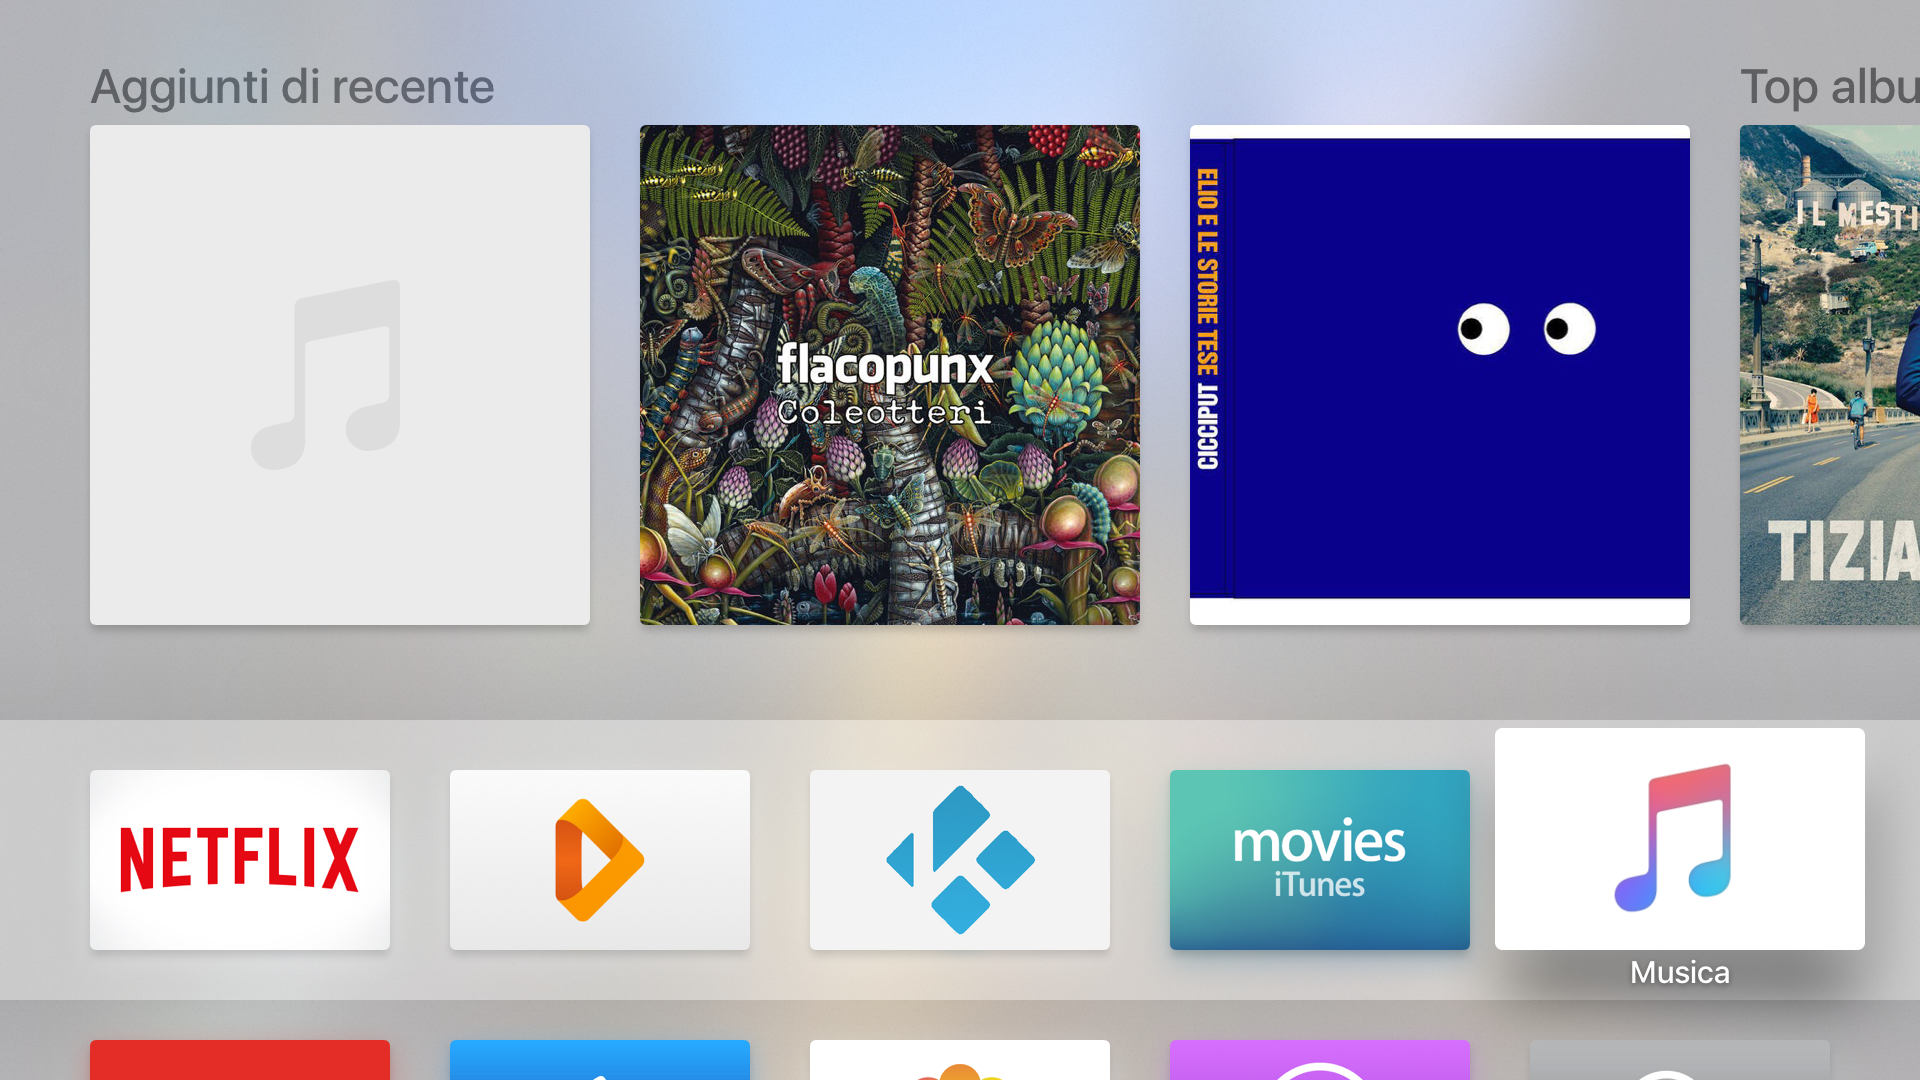 Aggiunti di recente
Top albu
flacopunx
Coleotteri
ELIO E LE STORIE TESE CICCIPUT
IL MESTI
TIZIA
NETFLIX
movies
iTunes
Musica